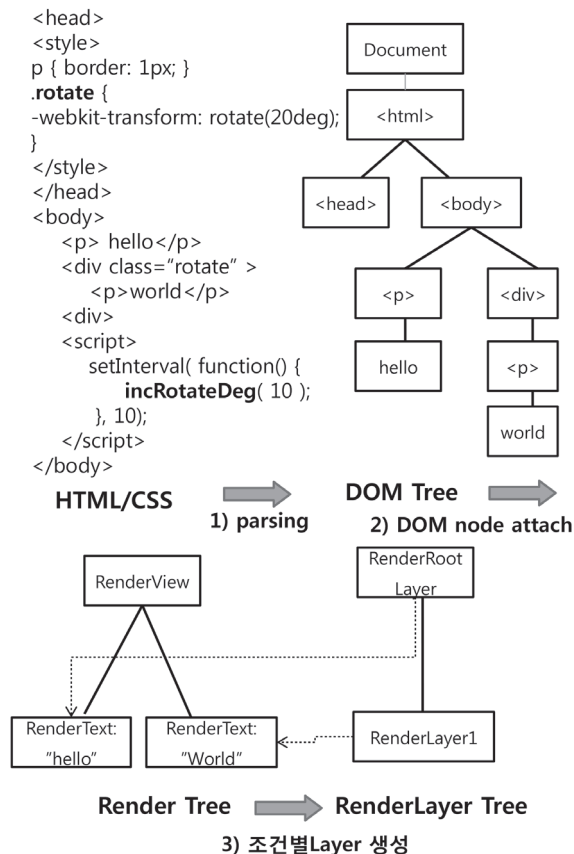 <head>
<style>
p { border: 1px; }
.rotate {
-webkit-transform: rotate(20deg);
}
</style>
</head>
<body>
<p> hello</p>
<div class="rotate" >
<p>world</p>
<div>
<script>
setInterval( function() {
incRotateDeg( 10 );
}, 10);
</script>
</body>
Document
<html>
<head>
<body>
<p>
<div>
hello
<p>
world
HTML/CSS
1) parsing
DOM Tree
2) DOM node attach
RenderView
RenderRoot
Layer
RenderText:
"hello"
RenderText:
"World"
RenderLayer1
Render Tree
RenderLayer Tree
3) 조건별Layer 생성